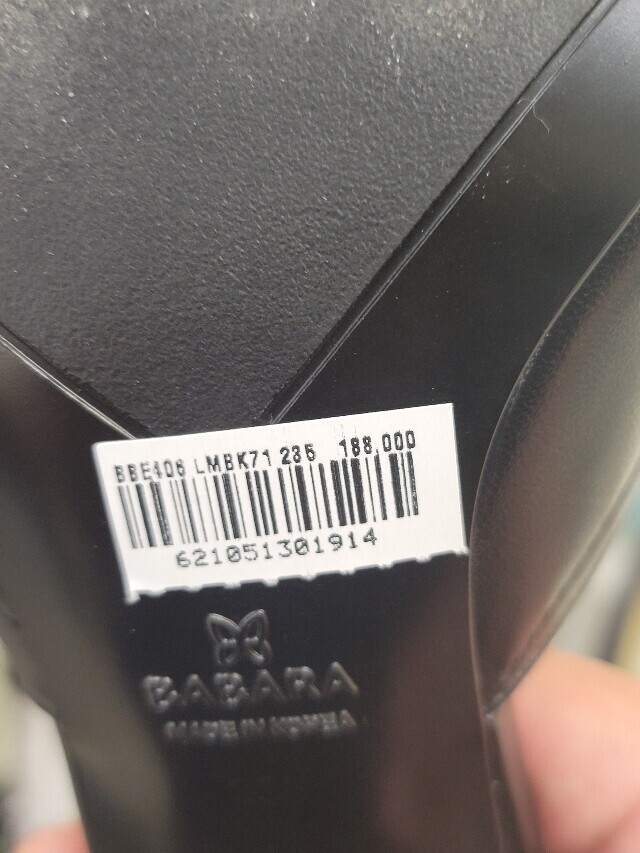 BBE406 LMBK71 235 188,000
621051301914
BABARA
MADE IN KOREA